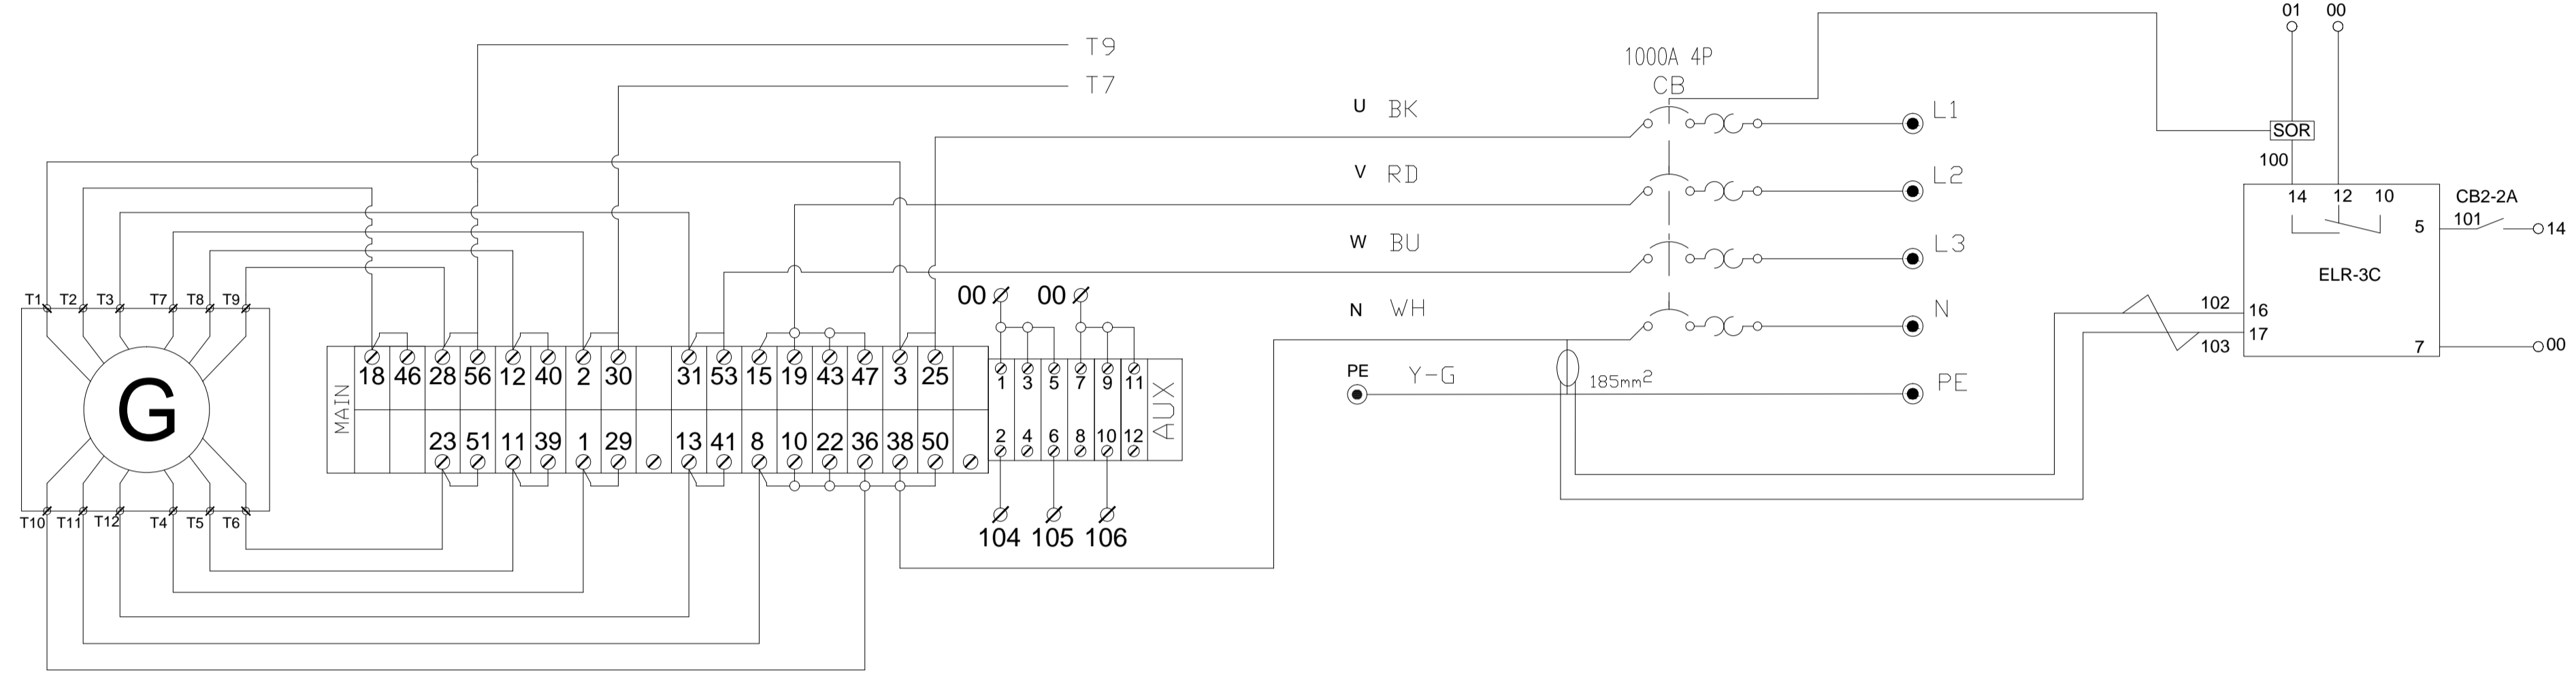 01 00
T9
1000A 4P
T7
CB
U BK
L1
SOR
100
V RD
L2
14 12 10
CB2-2A
101
5
14
W BU
L3
ELR-3C
T1 T2 T3 T7 T8 T9
00 00
N WH
N
102
16
17
103
7
00
MAIN
18 46 28 56 12 40 2 30 31 53 15 19 43 47 3 25
1 3 5 7 9 11
AUX
PE
Y-G
185mm2
PE
G
23 51 11 39 1 29 13 41 8 10 22 36 38 50
2 4 6 8 10 12
T10 T11 T12 T4 T5 T6
104 105 106